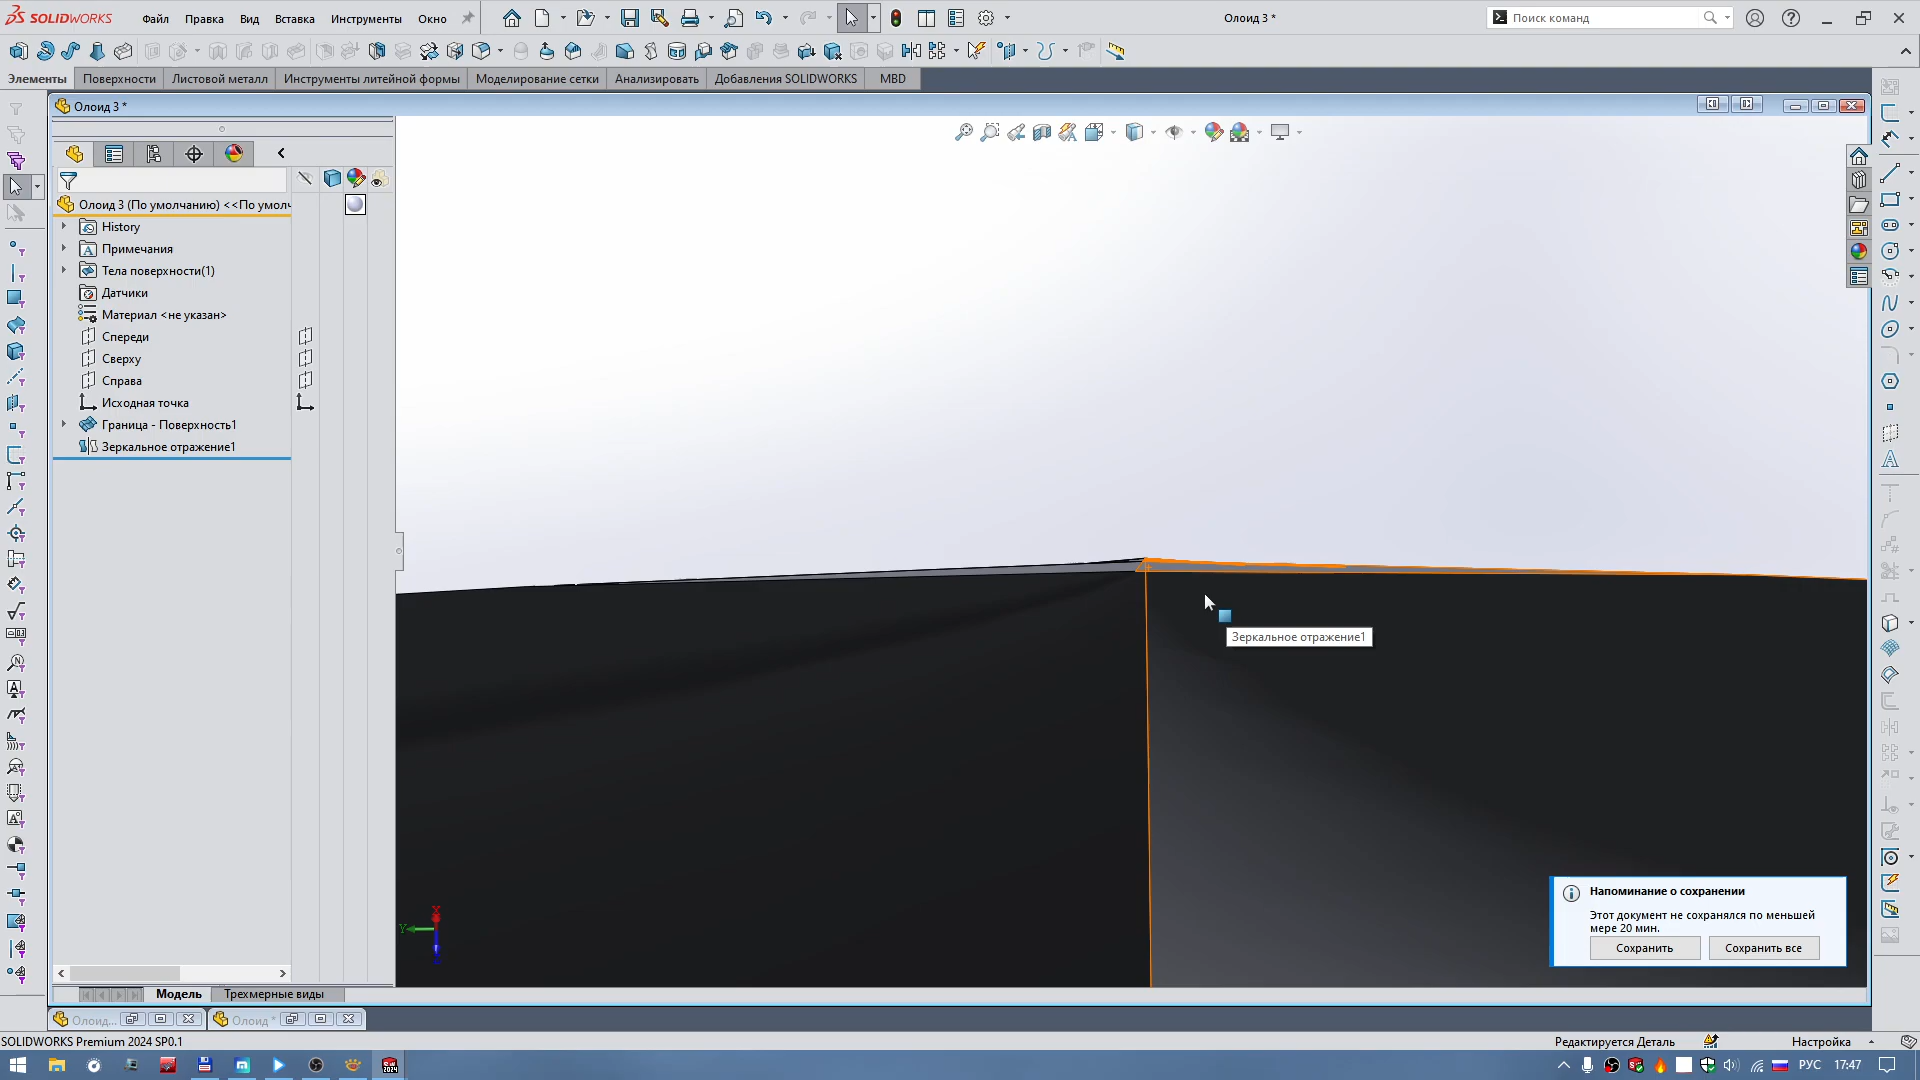 SOLIDWORKS
Файл Правка Вид Вставка Инструменты Окно
Олоид 3 *
Поиск команд
Элементы Поверхности Листовой металл Инструменты литейной формы Моделирование сетки Анализировать Добавления SOLIDWORKS MBD
Олоид 3 *
Олоид 3 (По умолчанию) <<По умолч
History
Примечания
Тела поверхности(1)
Датчики
Материал <не указан>
Спереди
Сверху
Справа
Исходная точка
Граница - Поверхность1
Зеркальное отражение1
Зеркальное отражение1
Напоминание о сохранении
Этот документ не сохранялся по меньшей
мере 20 мин.
Сохранить Сохранить все
X
Y
Модель Трехмерные виды
Олоид... Олоид *
SOLIDWORKS Premium 2024 SP0.1
Редактируется Деталь Настройка
РУС 17:47